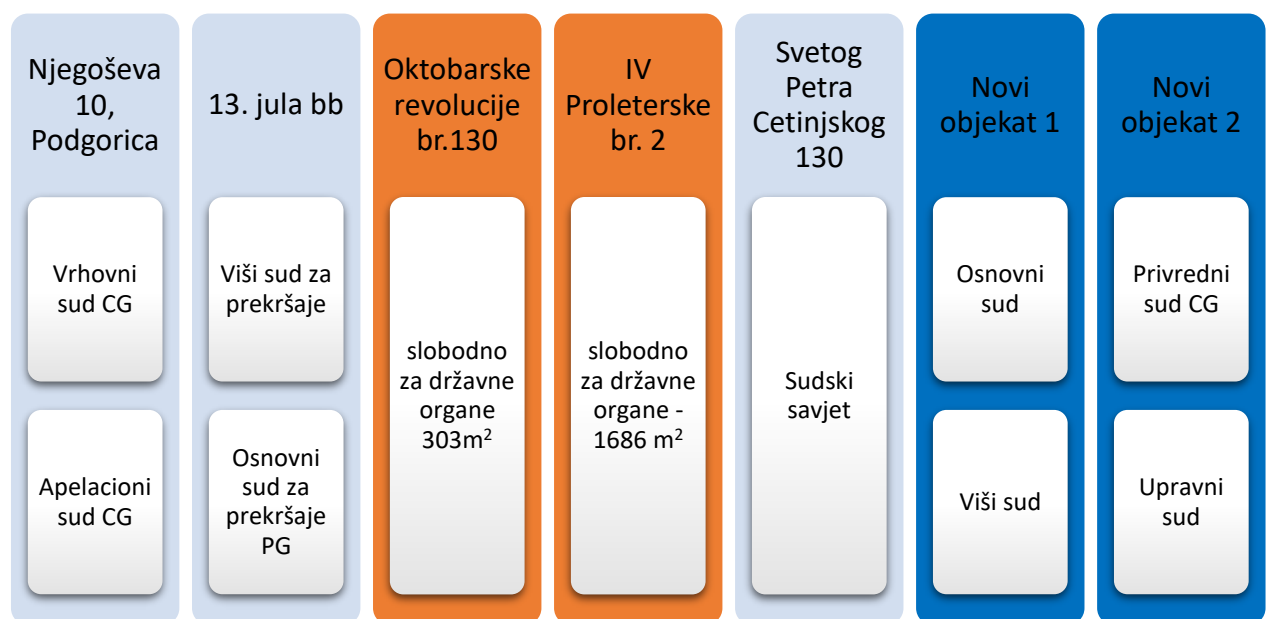 Njegoševa
10,
Podgorica
Vrhovni
sud CG
Apelacioni
sud CG
13. jula bb
Viši sud za
prekršaje
Osnovni
sud za
prekršaje
PG
Oktobarske
revolucije
br.130
slobodno
za državne
organe
303m²
IV
Proleterske
br. 2
slobodno
za državne
organe -
1686 m²
Svetog
Petra
Cetinjskog
130
Sudski
savjet
Novi
objekat 1
Osnovni
sud
Viši sud
Novi
objekat 2
Privredni
sud CG
Upravni
sud